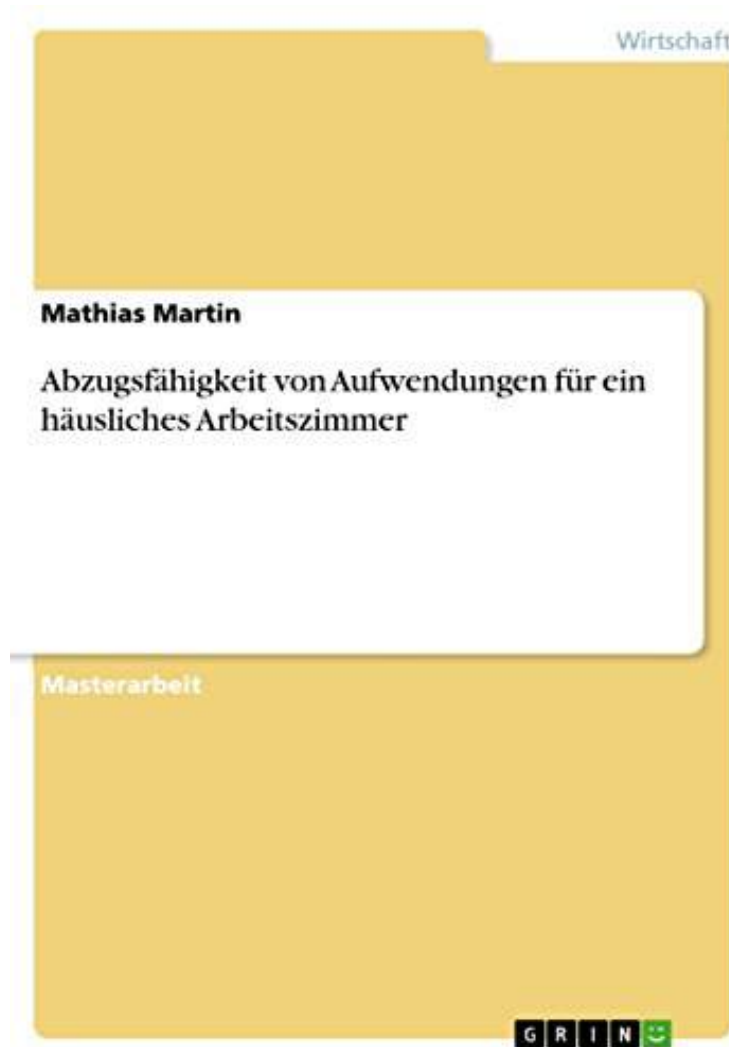 Wirtschaft
Mathias Martin
Abzugsfähigkeit von Aufwendungen für ein
häusliches Arbeitszimmer
Masterarbeit
GRIN